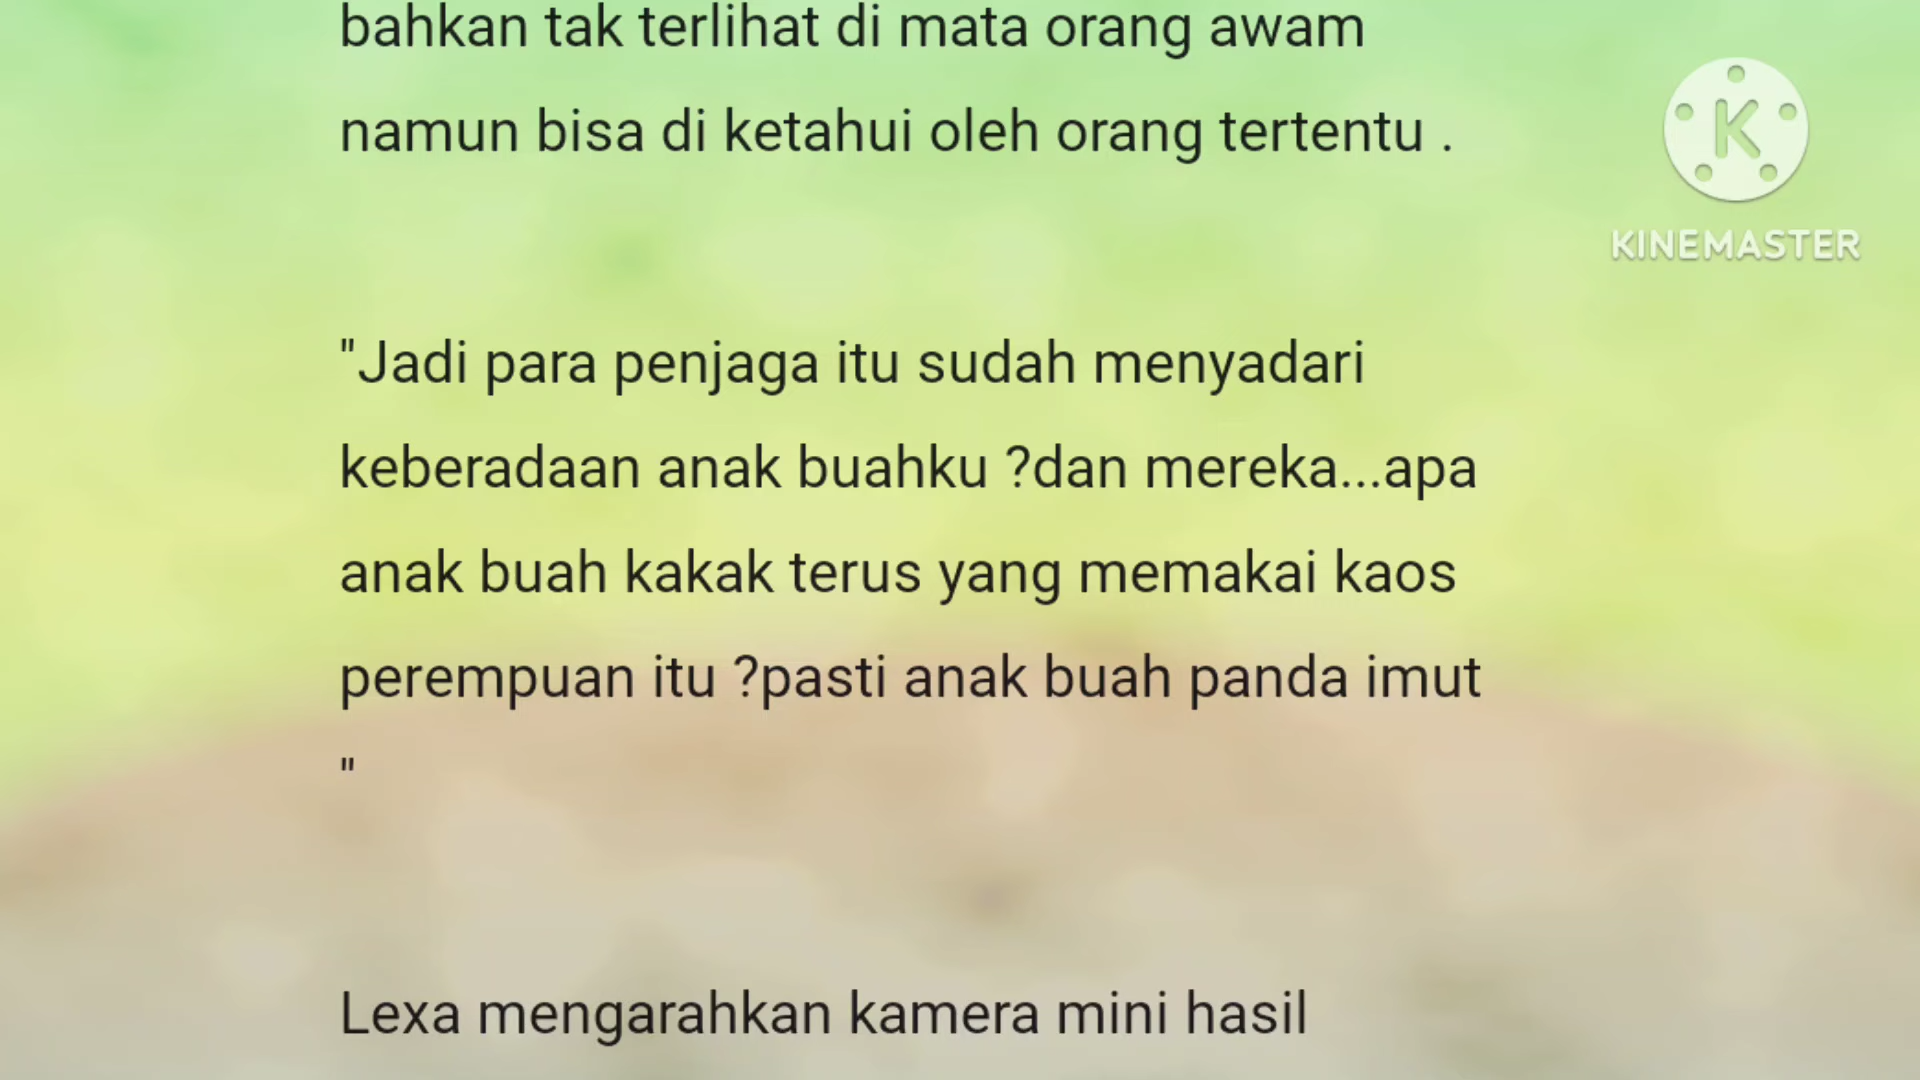 bahkan tak terlihat di mata orang awam
namun bisa di ketahui oleh orang tertentu .
K
KINEMASTER
"Jadi para penjaga itu sudah menyadari
keberadaan anak buahku ?dan mereka...apa
anak buah kakak terus yang memakai kaos
perempuan itu ?pasti anak buah panda imut
"
Lexa mengarahkan kamera mini hasil